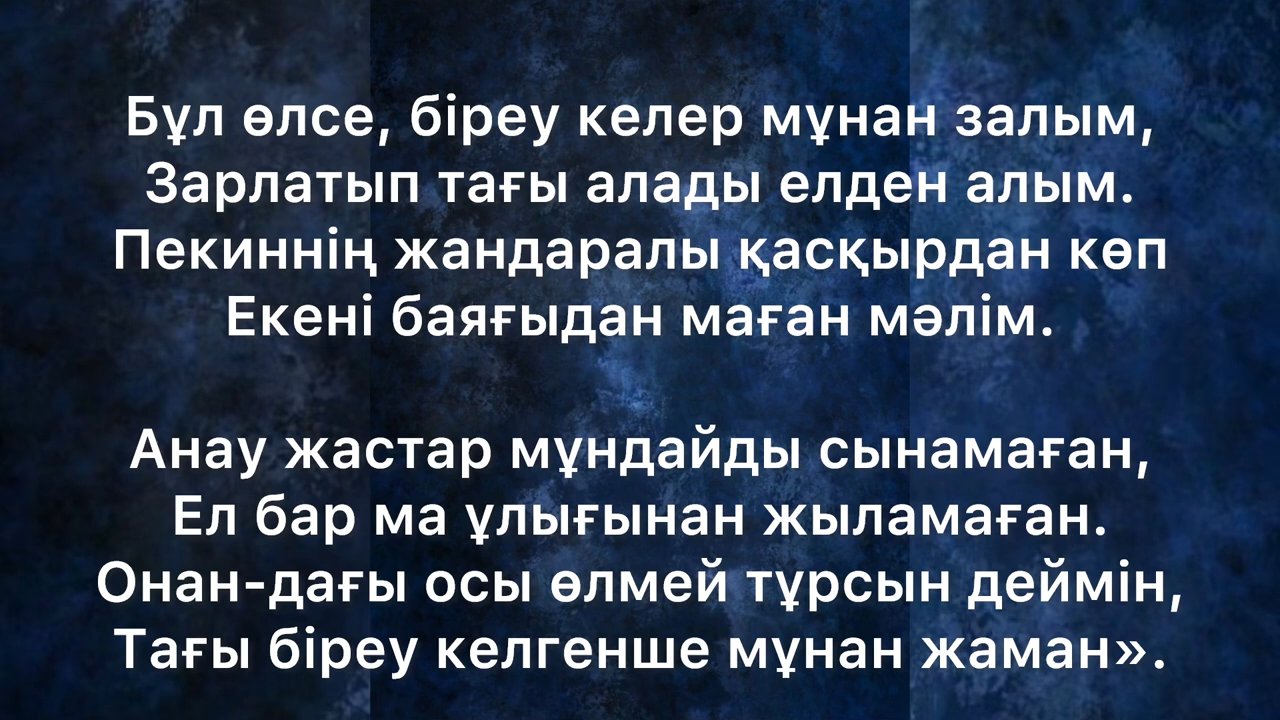 Бұл өлсе, біреу келер мұнан залым,
Зарлатып тағы алады елден алым.
Пекиннің жандаралы қасқырдан көп
Екені баяғыдан маған мәлім.
Анау жастар мұндайды сынамаған,
Ел бар ма ұлығынан жыламаған.
Онан-дағы осы өлмей тұрсын деймін,
Тағы біреу келгенше мұнан жаман».